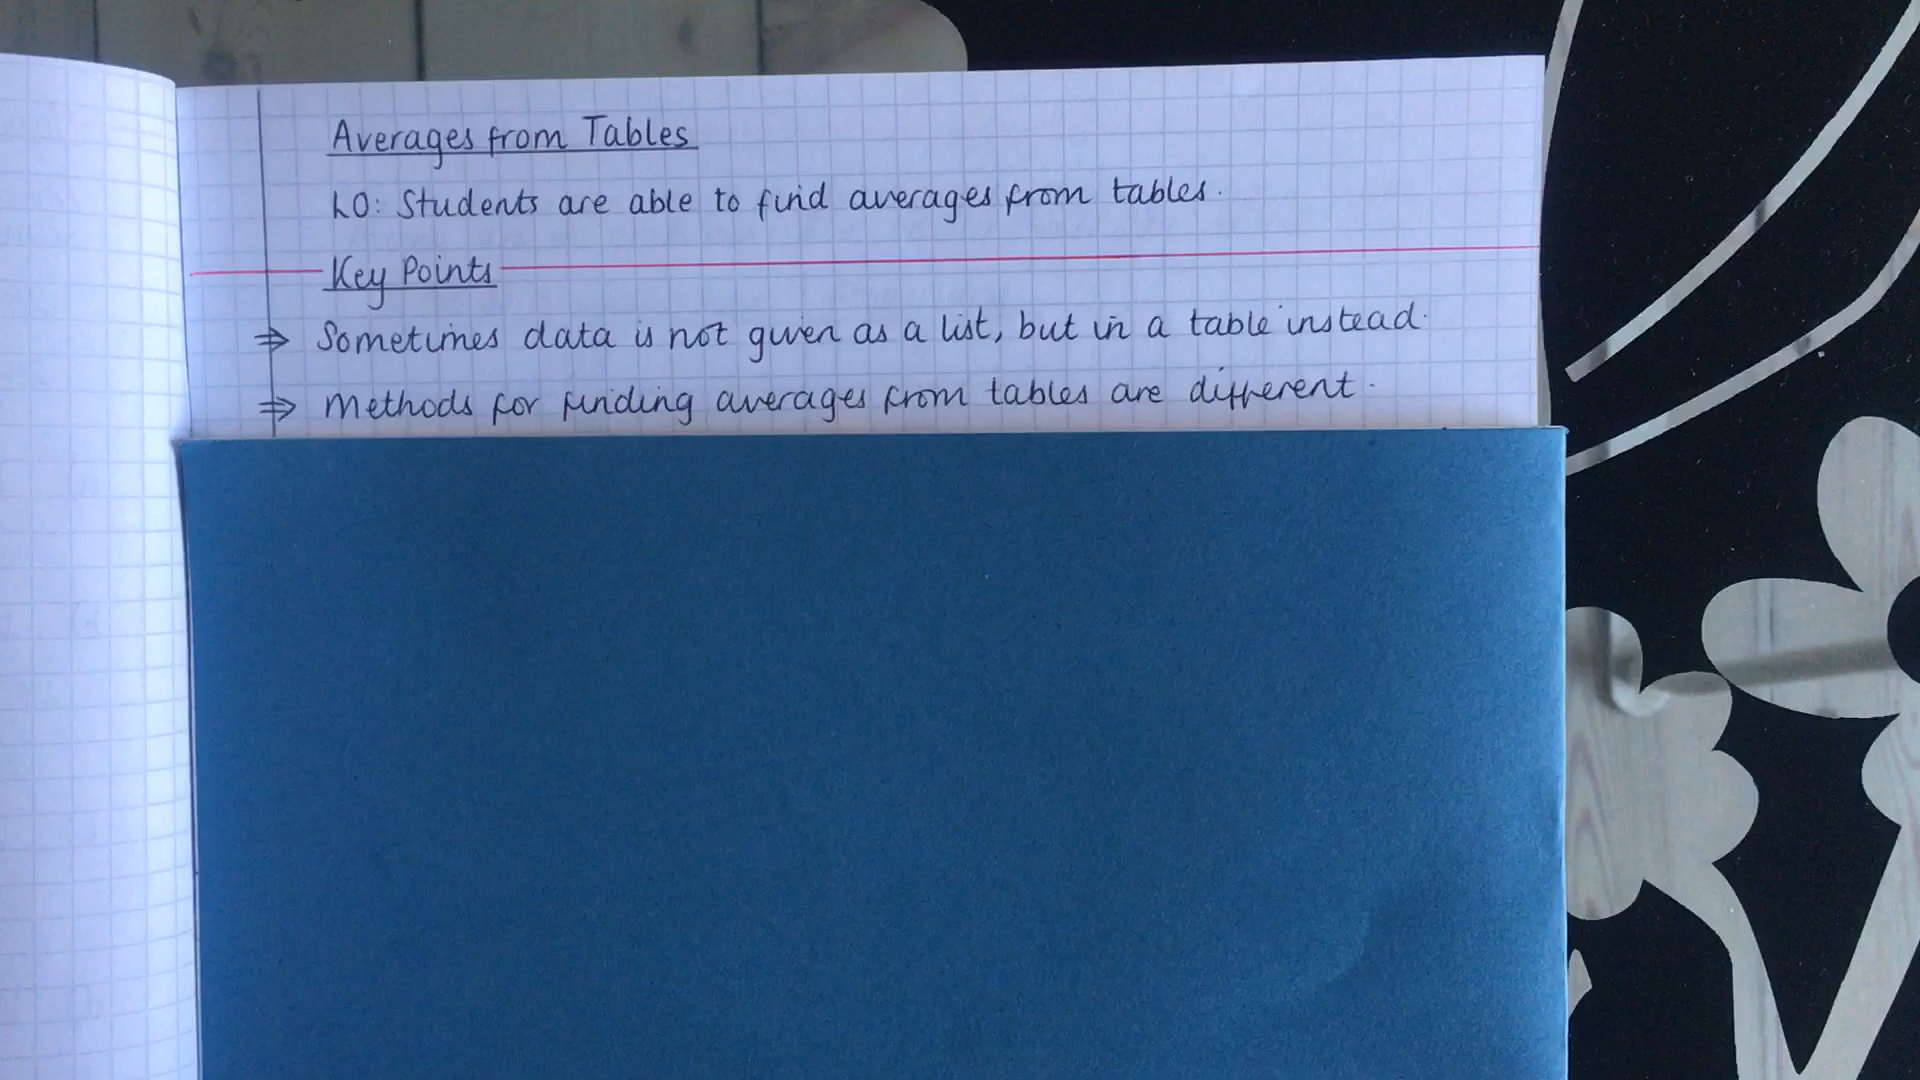 Averages from Tables
LO: Students are able to find averages from tables.
Key Points
⇒ Sometimes data is not given as a list, but in a table instead.
⇒ Methods for finding averages from tables are different.